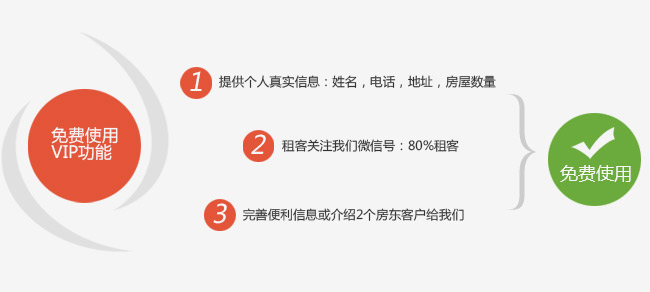 免费使用
VIP功能
1 提供个人真实信息：姓名，电话，地址，房屋数量
2 租客关注我们微信号：80%租客
3 完善便利信息或介绍2个房东客户给我们
免费使用